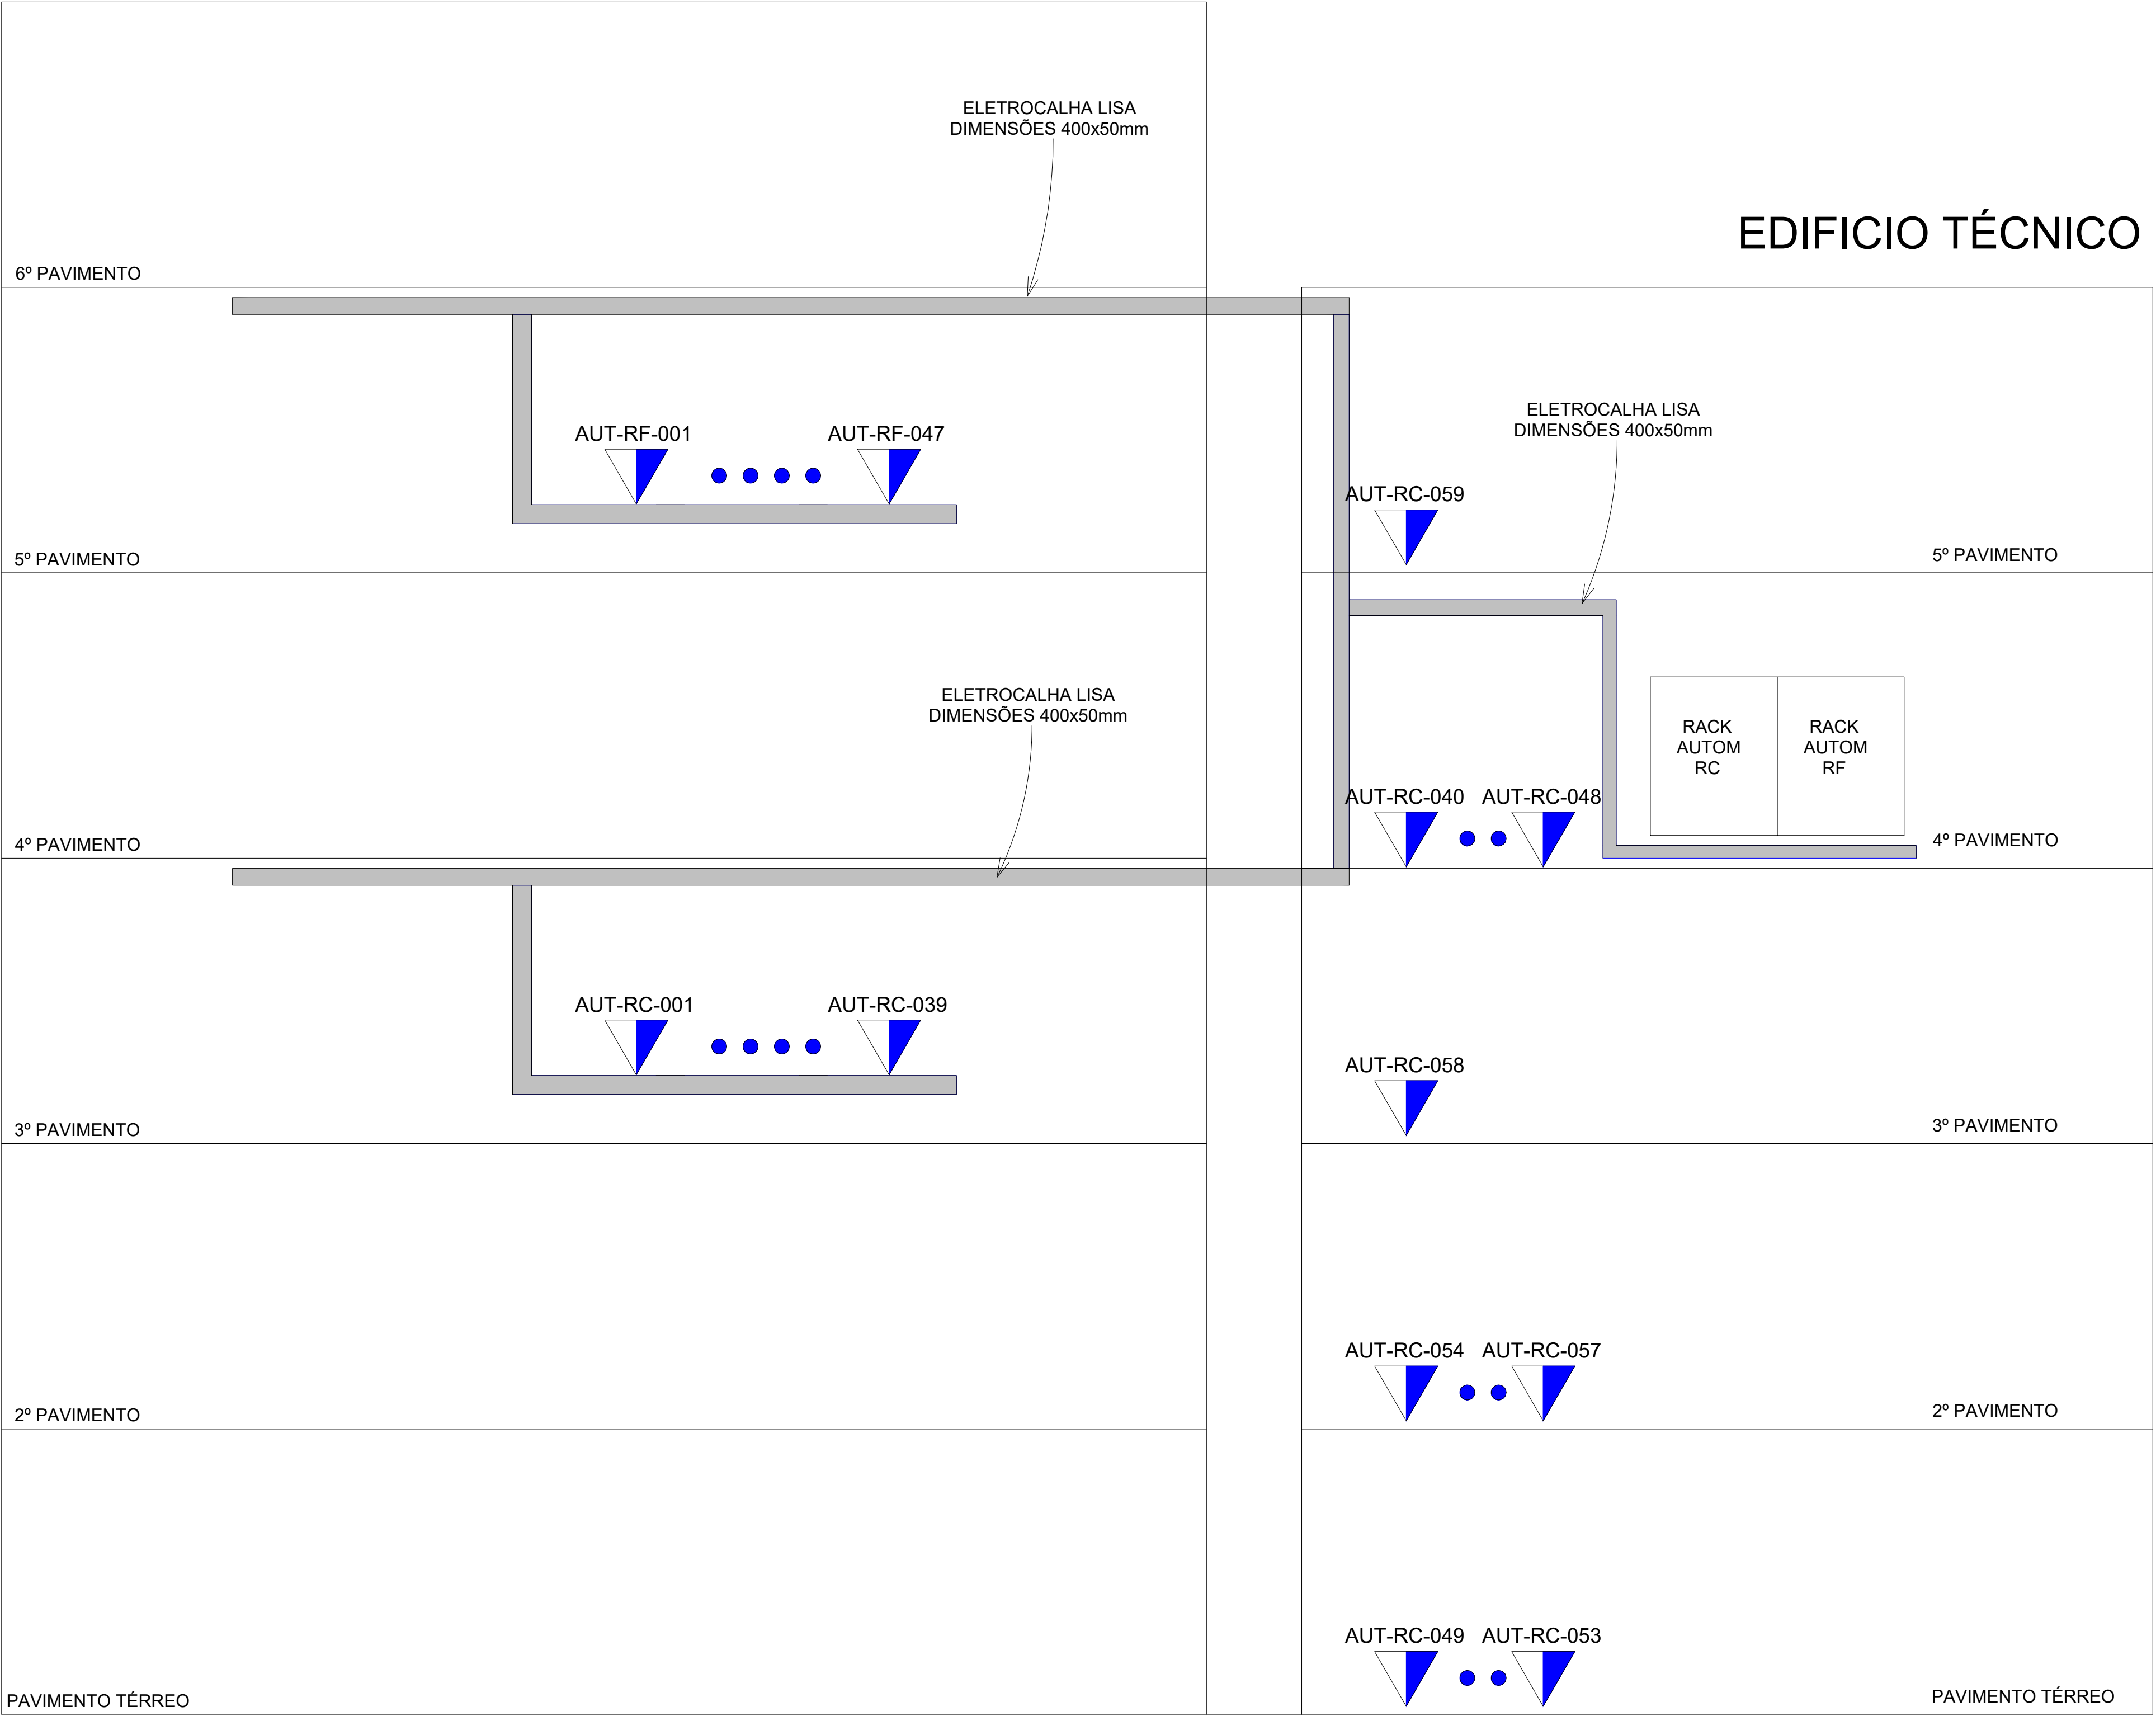 ELETROCALHA LISA
DIMENSÕES 400x50mm
EDIFICIO TÉCNICO
6º PAVIMENTO
ELETROCALHA LISA
DIMENSÕES 400x50mm
AUT-RF-001
AUT-RF-047
AUT-RC-059
5º PAVIMENTO
5º PAVIMENTO
ELETROCALHA LISA
DIMENSÕES 400x50mm
RACK
AUTOM
RC
RACK
AUTOM
RF
AUT-RC-040
AUT-RC-048
4º PAVIMENTO
4º PAVIMENTO
AUT-RC-001
AUT-RC-039
AUT-RC-058
3º PAVIMENTO
3º PAVIMENTO
AUT-RC-054
AUT-RC-057
2º PAVIMENTO
2º PAVIMENTO
AUT-RC-049
AUT-RC-053
PAVIMENTO TÉRREO
PAVIMENTO TÉRREO